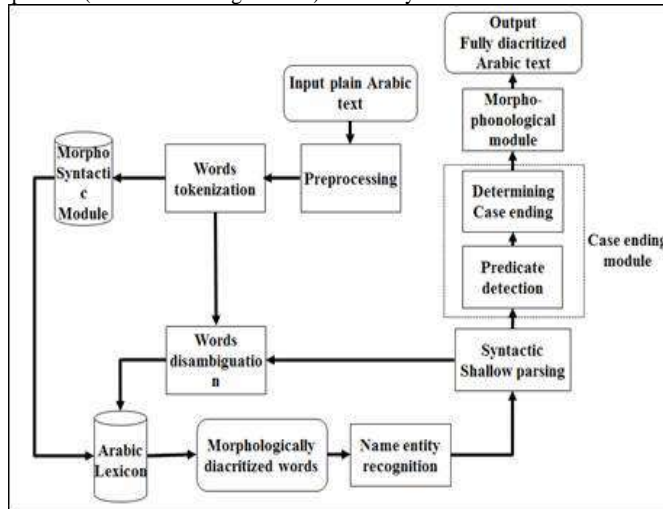 Output
Fully diacritized
Arabic text
Input plain Arabic
text
Morpho-
phonological
module
Morpho
Syntacti
c
Module
Words
tokenization
Preprocessing
Determining
Case ending
Case ending
module
Predicate
detection
Words
disambiguatio
n
Syntactic
Shallow parsing
Arabic
Lexicon
Morphologically
diacritized words
Name entity
recognition